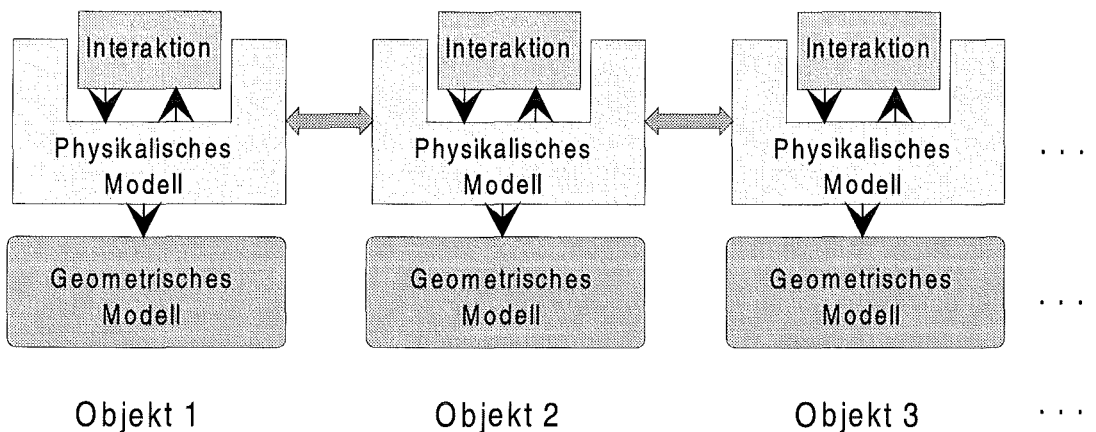 Interaktion Interaktion Interaktion
Physikalisches Physikalisches Physikalisches . . .
Modell Modell Modell
Geometrisches Geometrisches Geometrisches
Modell Modell Modell . . .
Objekt 1 Objekt 2 Objekt 3 . . .